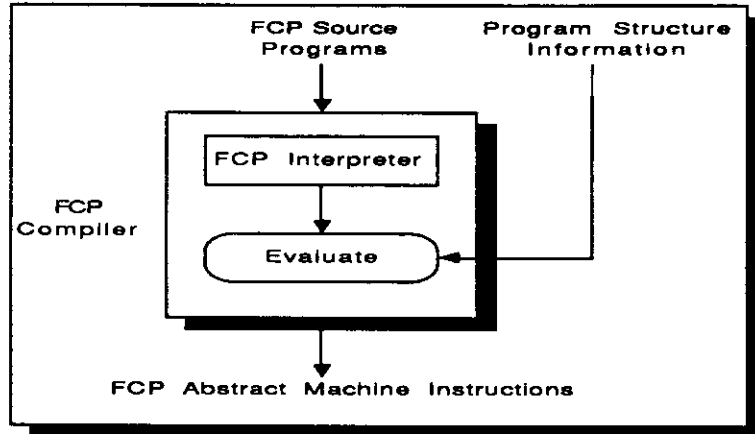 FCP Source
Programs
Program Structure
Information
FCP Interpreter
FCP
Compiler
Evaluate
FCP Abstract Machine Instructions